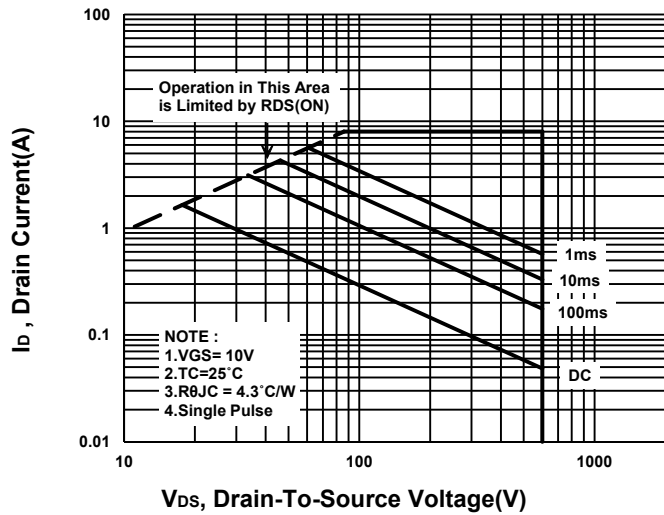 100
Operation in This Area
is Limited by RDS(ON)
10
1
0.1
0.01
ID , Drain Current(A)
1ms
10ms
100ms
DC
NOTE :
1.VGS= 10V
2.TC=25°C
3.RθJC = 4.3°C/W
4.Single Pulse
10
100
1000
VDS, Drain-To-Source Voltage(V)